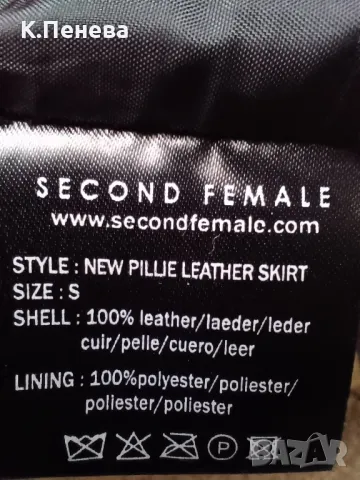 К.Пенева
SECOND FEMALE
www.secondfemale.com
STYLE : NEW PILLIE LEATHER SKIRT
SIZE : S
SHELL : 100% leather/laeder/leder
cuir/pelle/cuero/leer
LINING : 100%polyester/poliester/
poliester/poliester
P
BAZAR